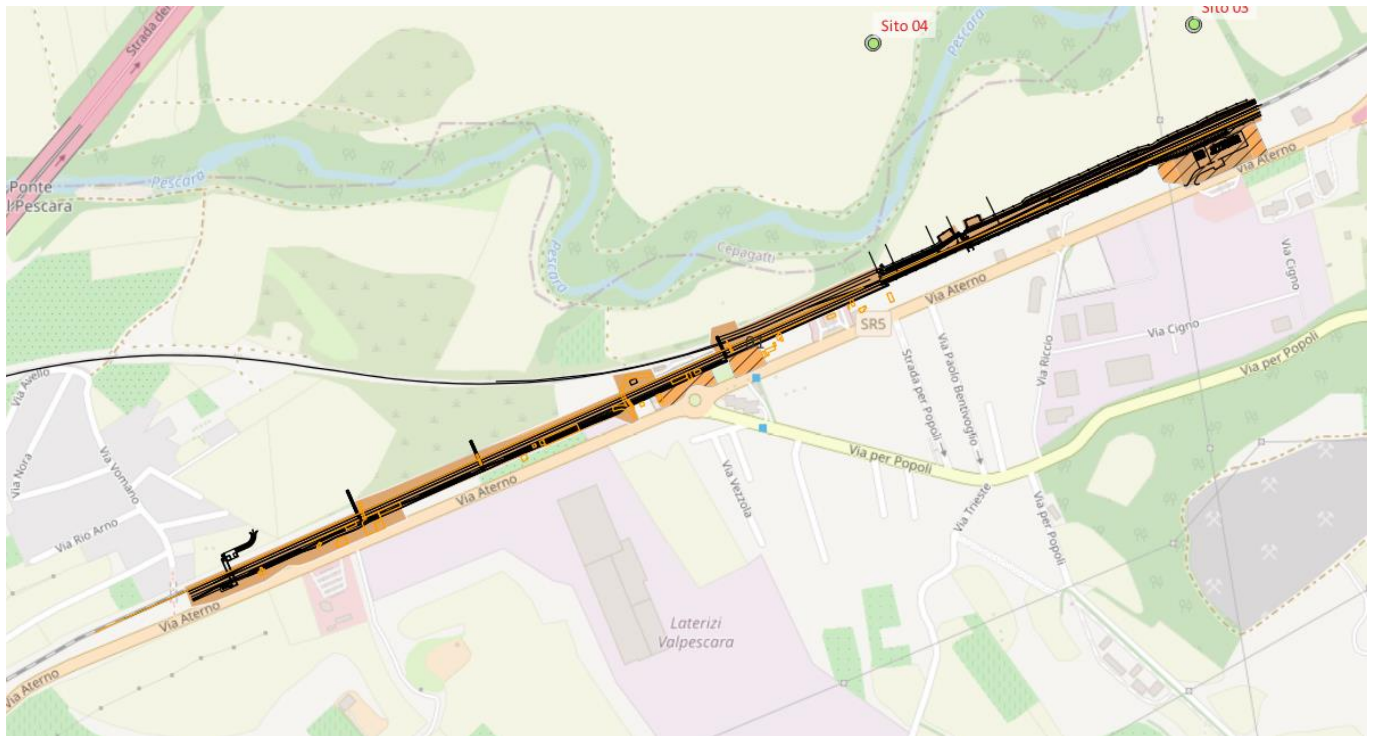 Sito 04
Sito 03
Strada del
Pescara
Ponte
l Pescara
Pescara
Via Aterno
Pescara
Cepagatti
Via Cigno
Via Aterno
SR5
Via Cigno
Via Avello
Via Riccio
Via per Popoli
Strada per Popoli
Via Paolo Bentivoglio
Via Nora
Via Vomano
Via per Popoli
Via Aterno
Via Vezzola
Via Trieste
Via per Popoli
Via Rio Arno
Via Aterno
Laterizi
Valpescara
Via Aterno